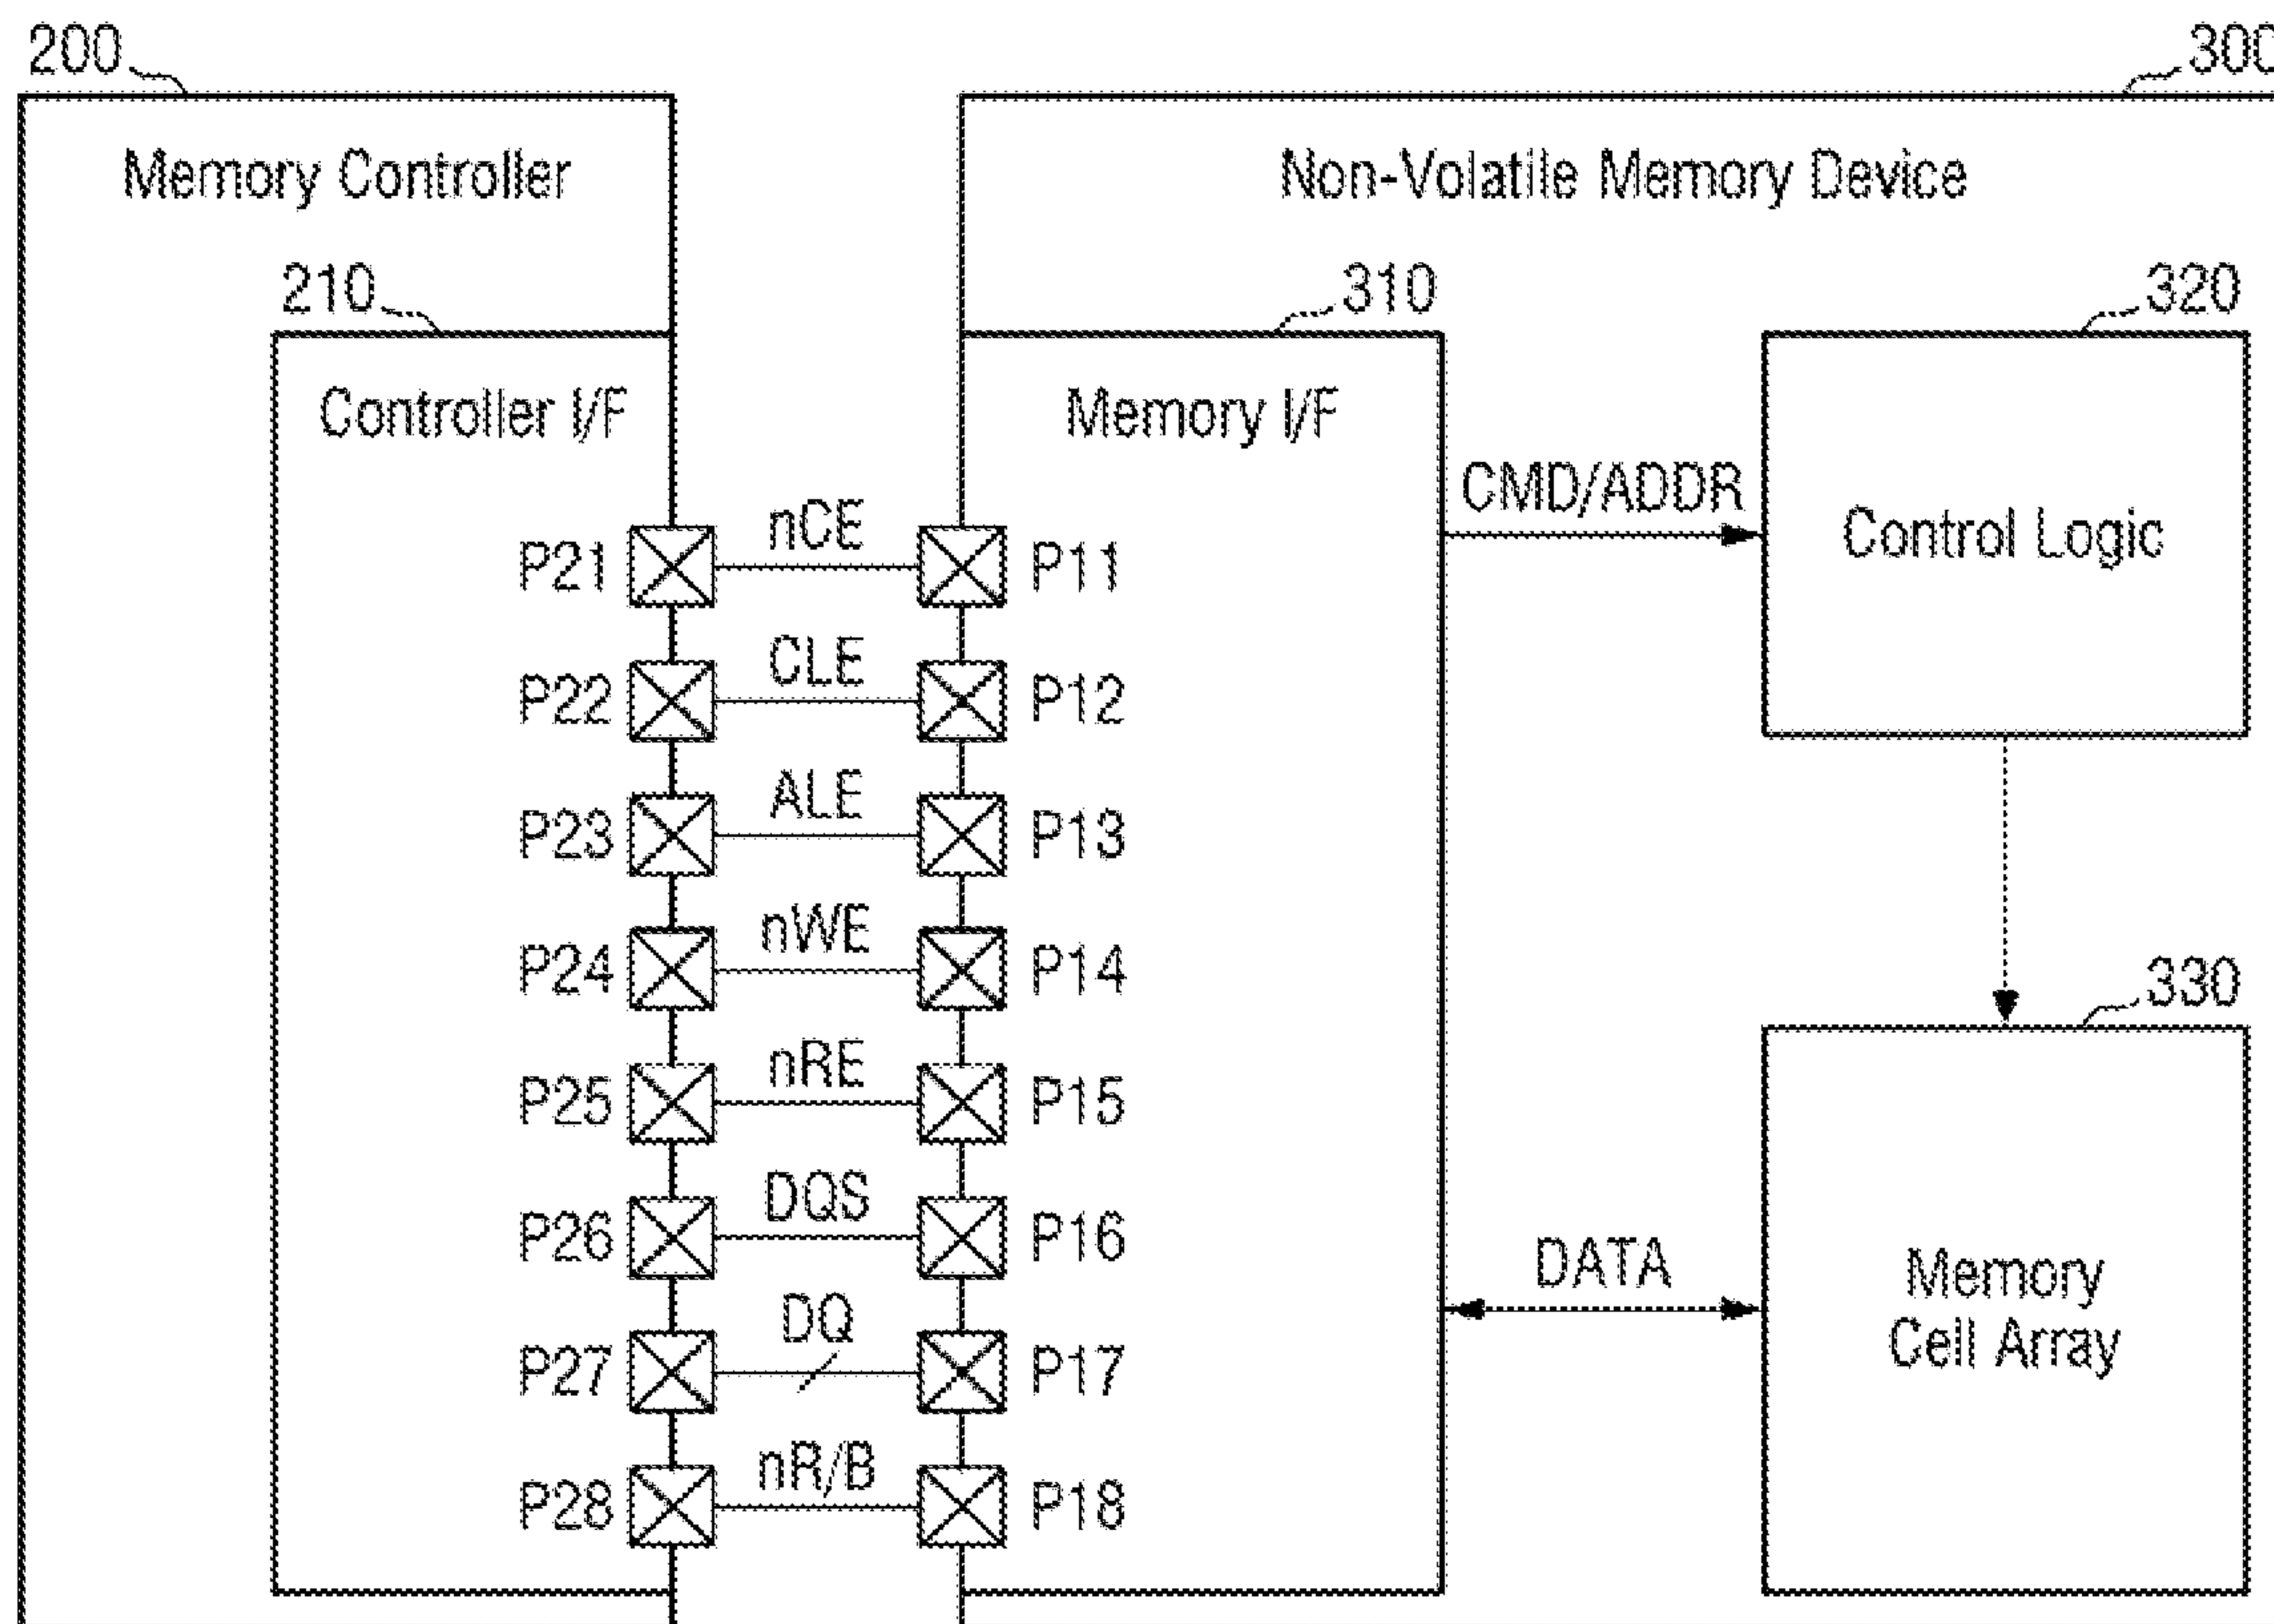 200
300
Memory Controller
Non-Volatile Memory Device
210
310
320
Controller I/F
Memory I/F
Control Logic
CMD/ADDR
P21 nCE P11
P22 CLE P12
P23 ALE P13
P24 nWE P14
P25 nRE P15
P26 DQS P16
P27 DQ P17
P28 nR/B P18
330
DATA
Memory
Cell Array